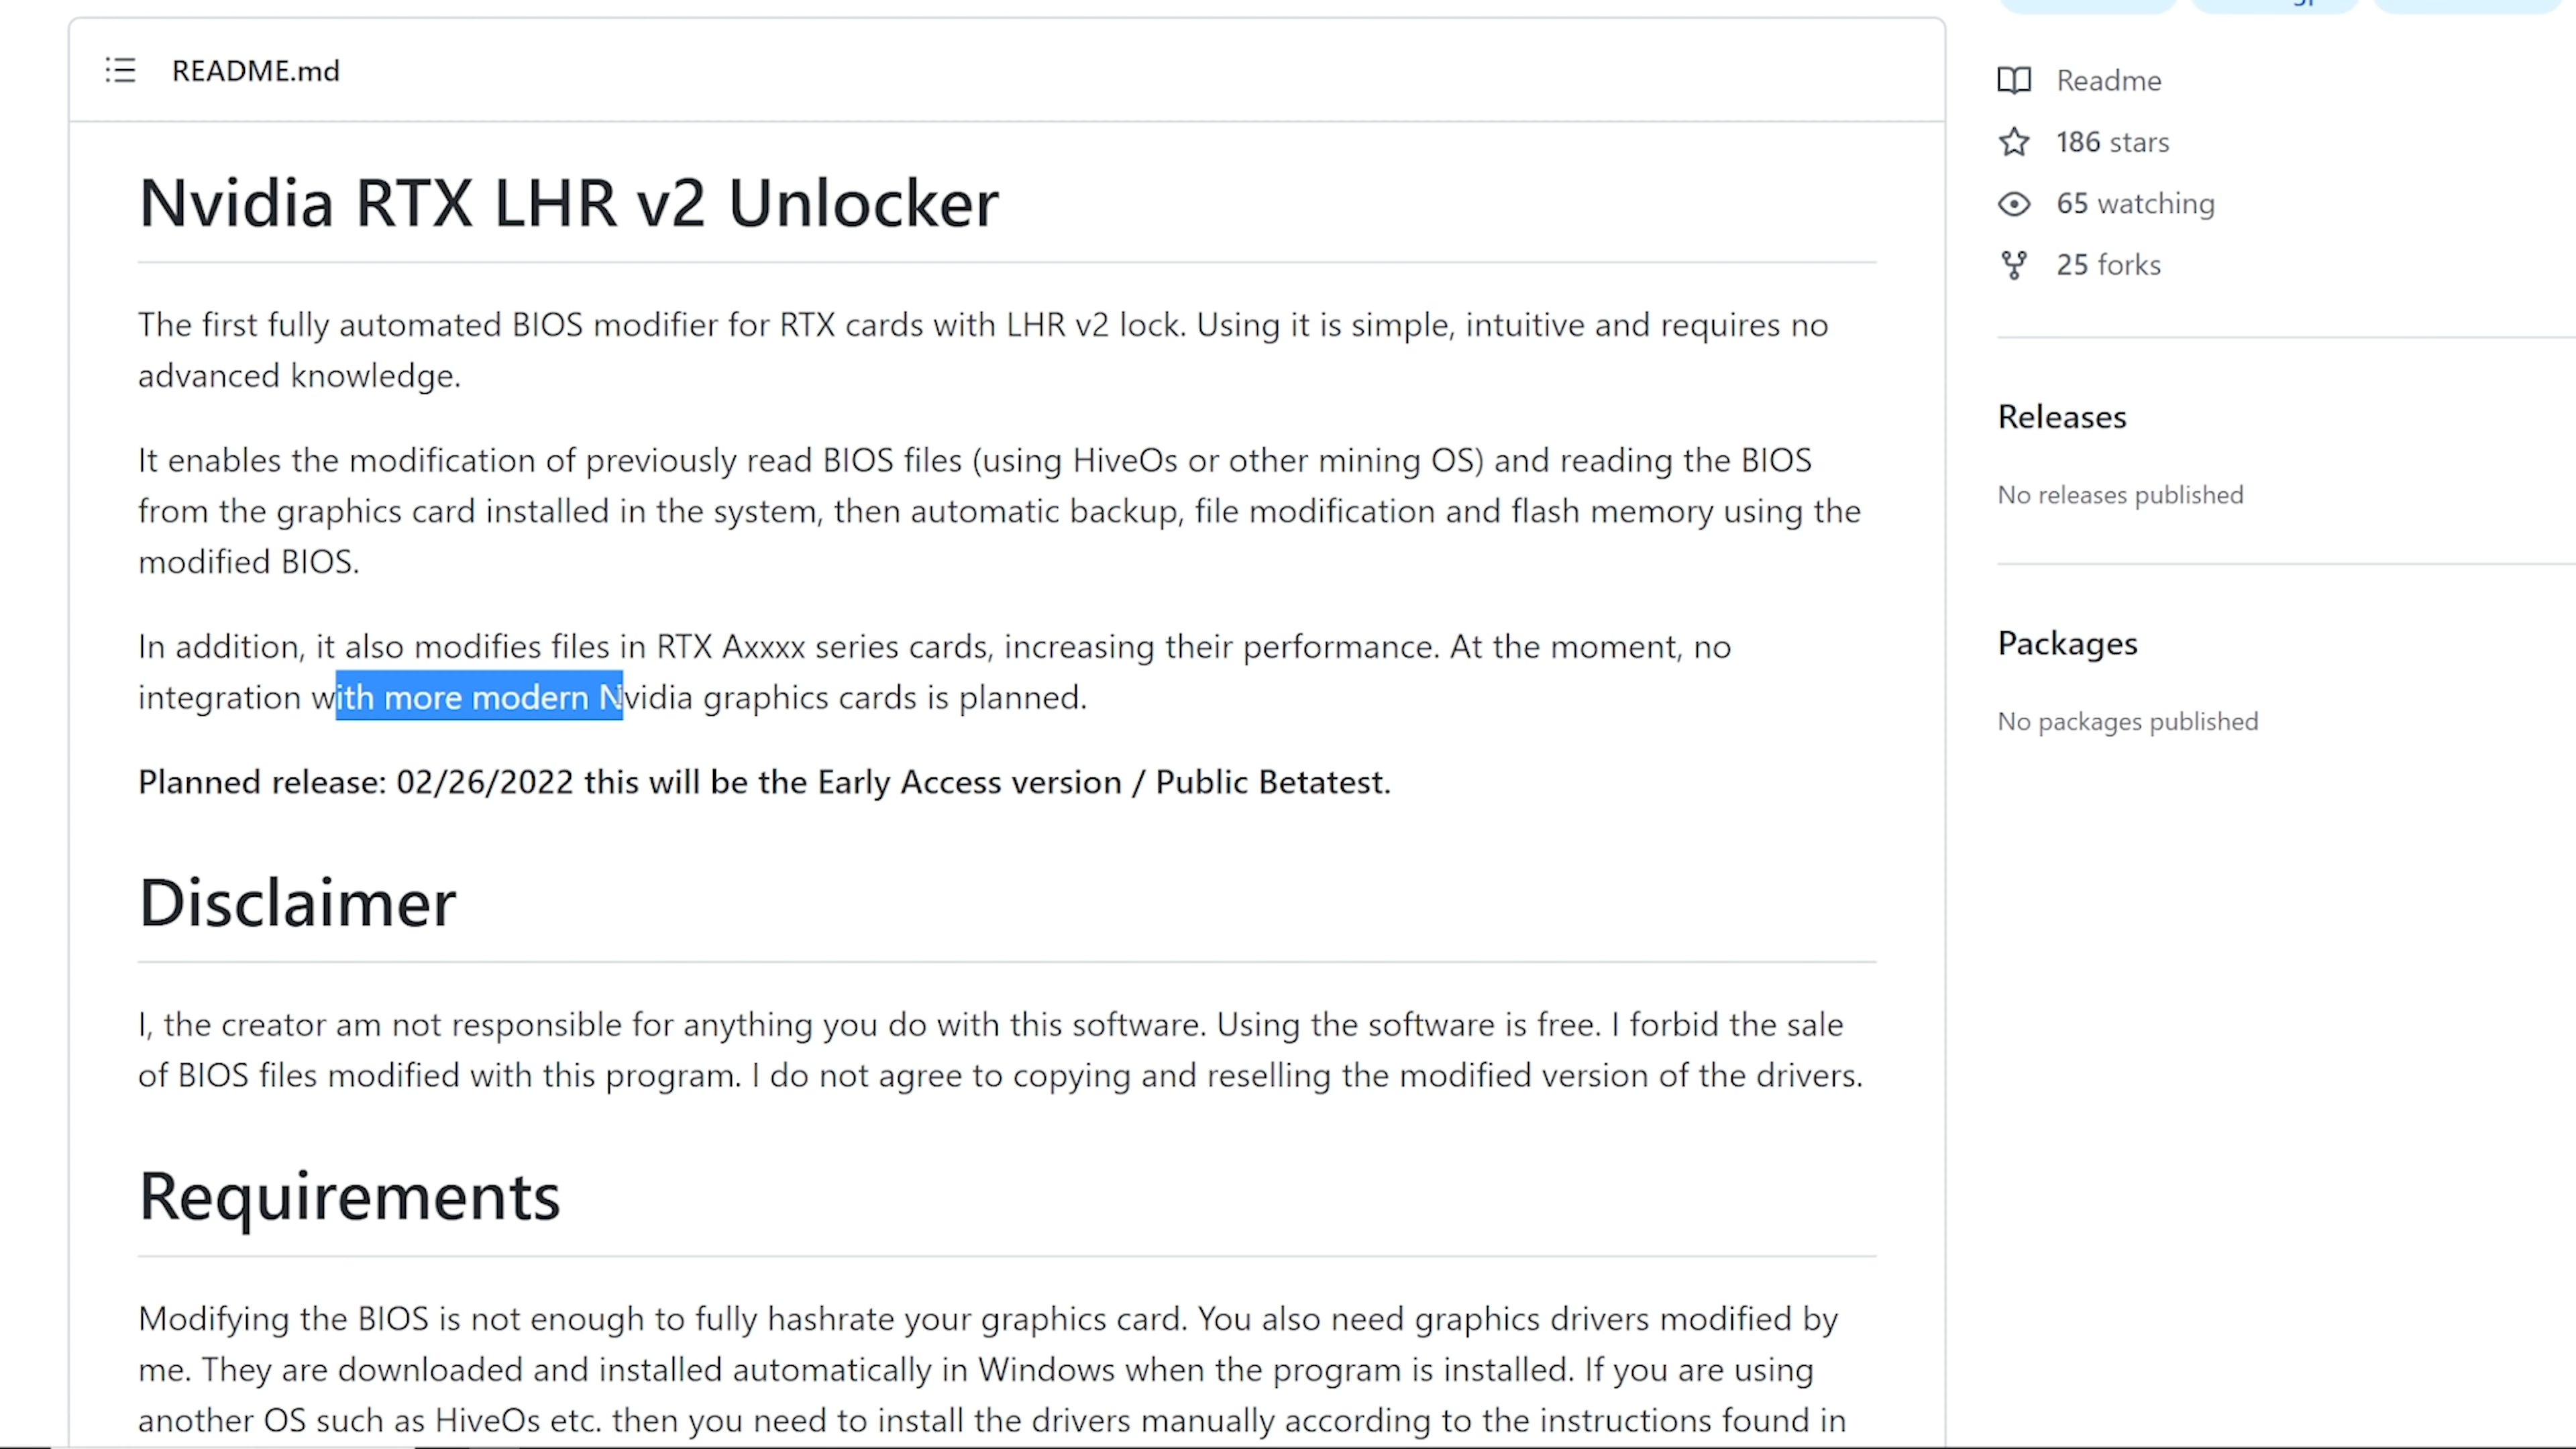 README.md
Nvidia RTX LHR v2 Unlocker
The first fully automated BIOS modifier for RTX cards with LHR v2 lock. Using it is simple, intuitive and requires no
advanced knowledge.
It enables the modification of previously read BIOS files (using HiveOs or other mining OS) and reading the BIOS
from the graphics card installed in the system, then automatic backup, file modification and flash memory using the
modified BIOS.
In addition, it also modifies files in RTX Axxxx series cards, increasing their performance. At the moment, no
integration with more modern Nvidia graphics cards is planned.
Planned release: 02/26/2022 this will be the Early Access version / Public Betatest.
Disclaimer
I, the creator am not responsible for anything you do with this software. Using the software is free. I forbid the sale
of BIOS files modified with this program. I do not agree to copying and reselling the modified version of the drivers.
Requirements
Modifying the BIOS is not enough to fully hashrate your graphics card. You also need graphics drivers modified by
me. They are downloaded and installed automatically in Windows when the program is installed. If you are using
another OS such as HiveOs etc. then you need to install the drivers manually according to the instructions found in
Readme
186 stars
65 watching
25 forks
Releases
No releases published
Packages
No packages published